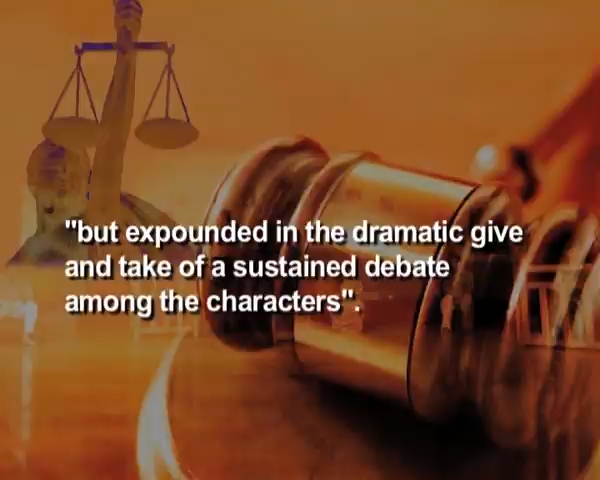 "but expounded in the dramatic give
and take of a sustained debate
among the characters".